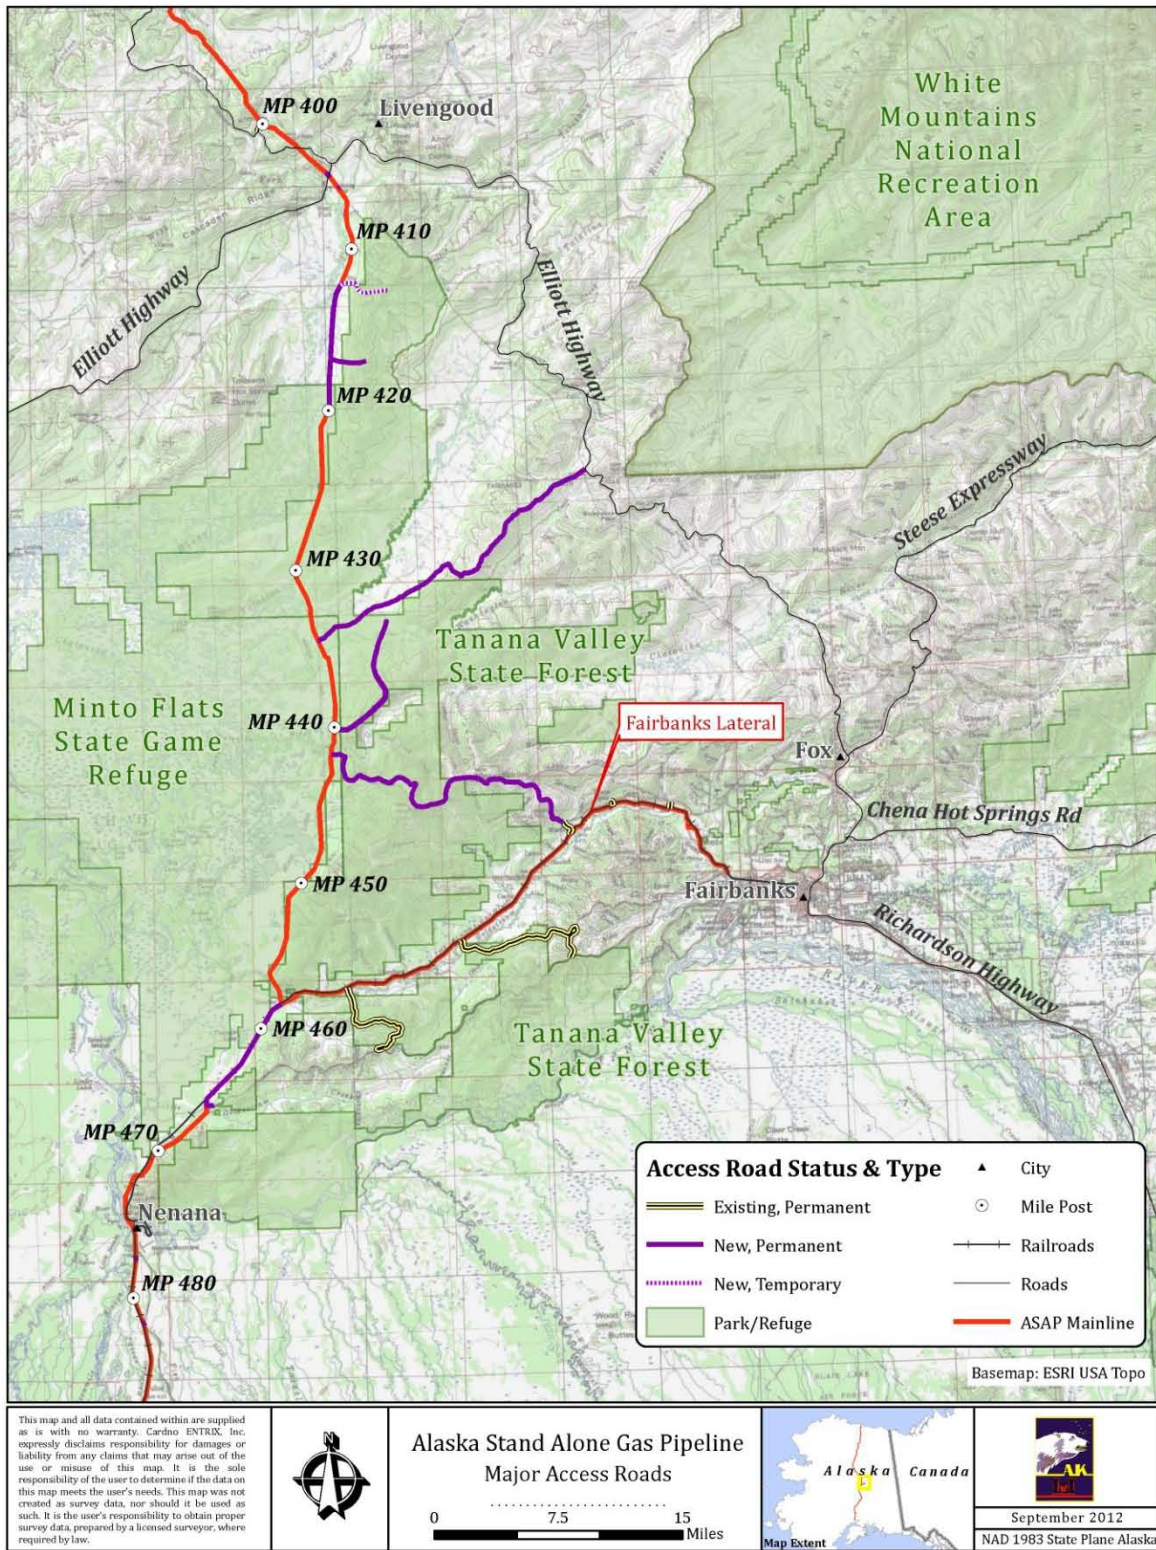 MP 400
Livengood
White
Mountains
National
Recreation
Area
MP 410
Elliott Highway
Elliott Highway
MP 420
Steese Expressway
MP 430
Tanana Valley
State Forest
Minto Flats
State Game
Refuge
MP 440
Fairbanks Lateral
Fox
Chena Hot Springs Rd
MP 450
Fairbanks
Richardson Highway
MP 460
Tanana Valley
State Forest
MP 470
Nenana
MP 480
Access Road Status & Type
Existing, Permanent
New, Permanent
New, Temporary
Park/Refuge
City
Mile Post
Railroads
Roads
ASAP Mainline
Basemap: ESRI USA Topo
This map and all data contained within are supplied
as is with no warranty. Cardno ENTRIX, Inc.
expressly disclaims responsibility for damages or
liability from any claims that may arise out of the
use or misuse of this map. It is the sole
responsibility of the user to determine if the data on
this map meets the user's needs. This map was not
created as survey data, nor should it be used as
such. It is the user's responsibility to obtain proper
survey data, prepared by a licensed surveyor, where
required by law.
N
Alaska Stand Alone Gas Pipeline
Major Access Roads
0 7.5 15
Miles
Alaska Canada
Map Extent
AK
September 2012
NAD 1983 State Plane Alaska